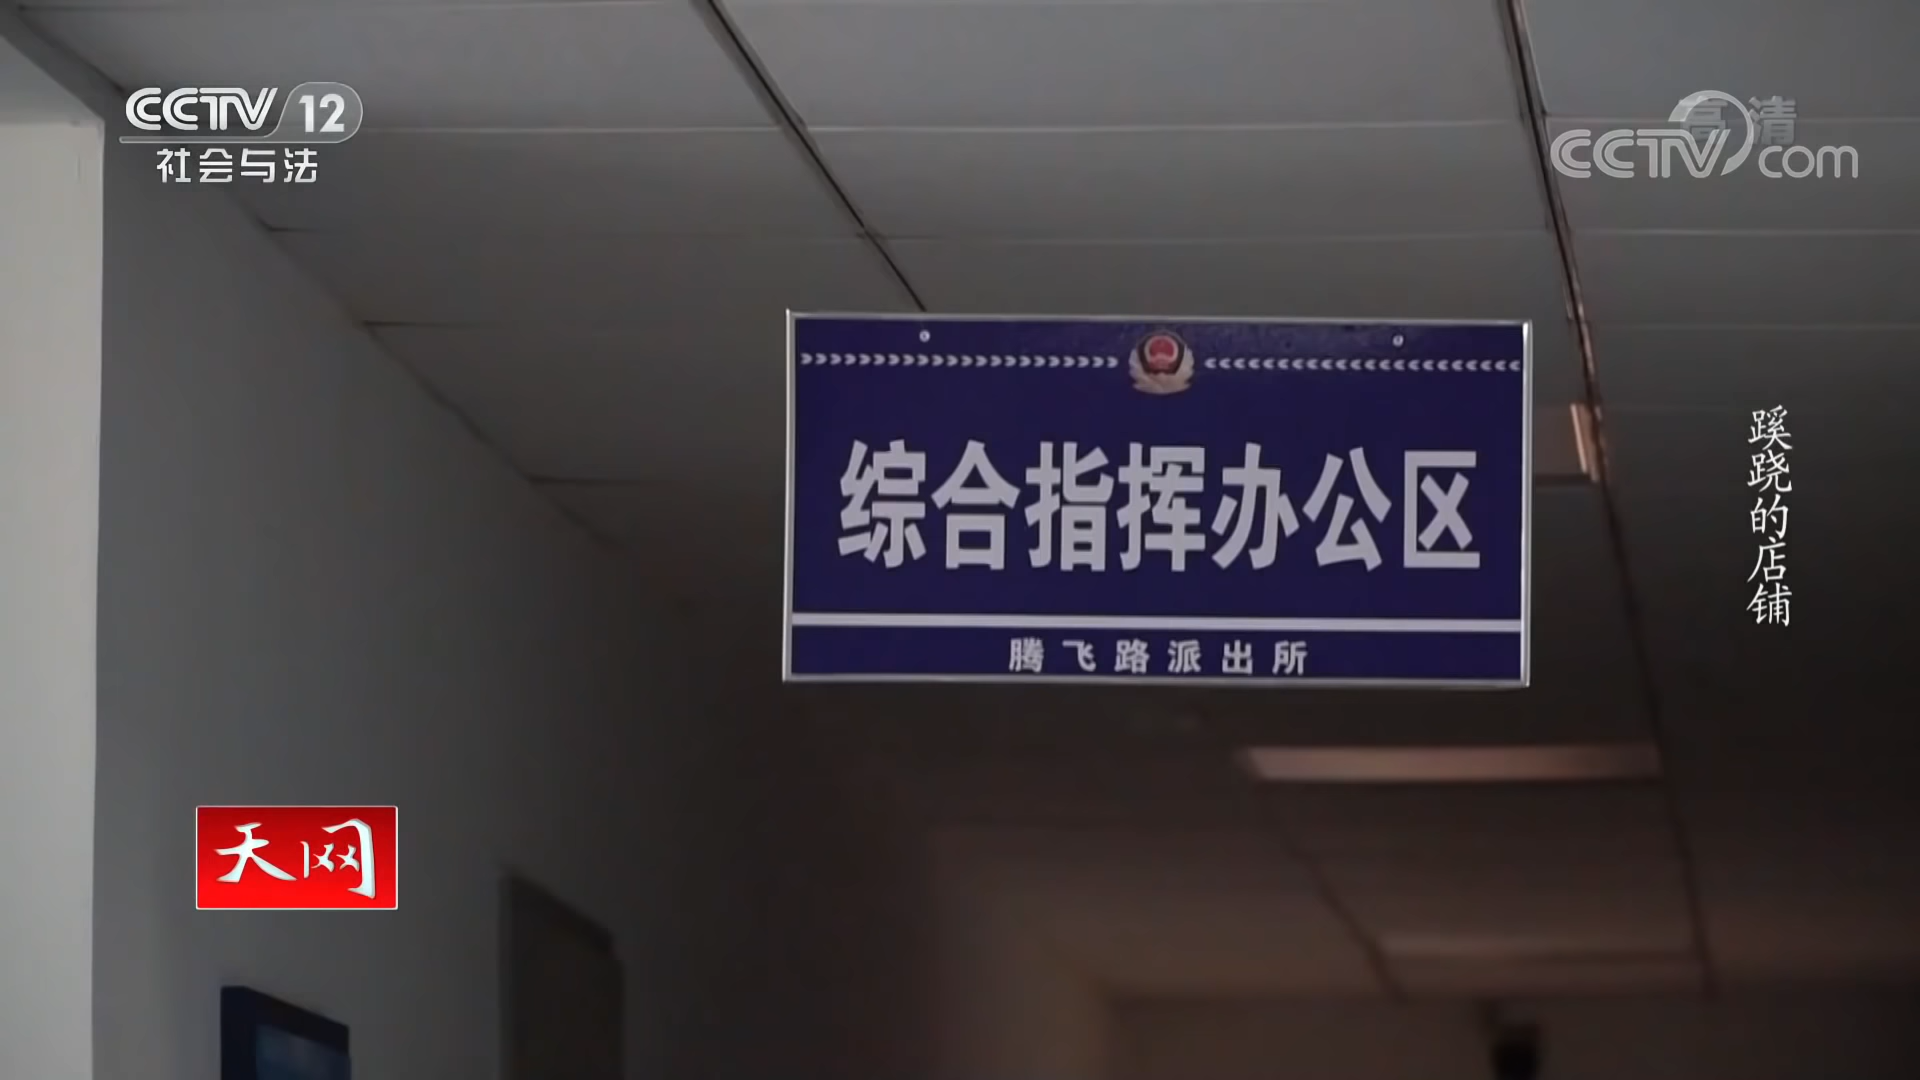 CCTV 12
社会与法
高清
CCTV.com
综合指挥办公区
腾飞路派出所
蹊跷的店铺
天网